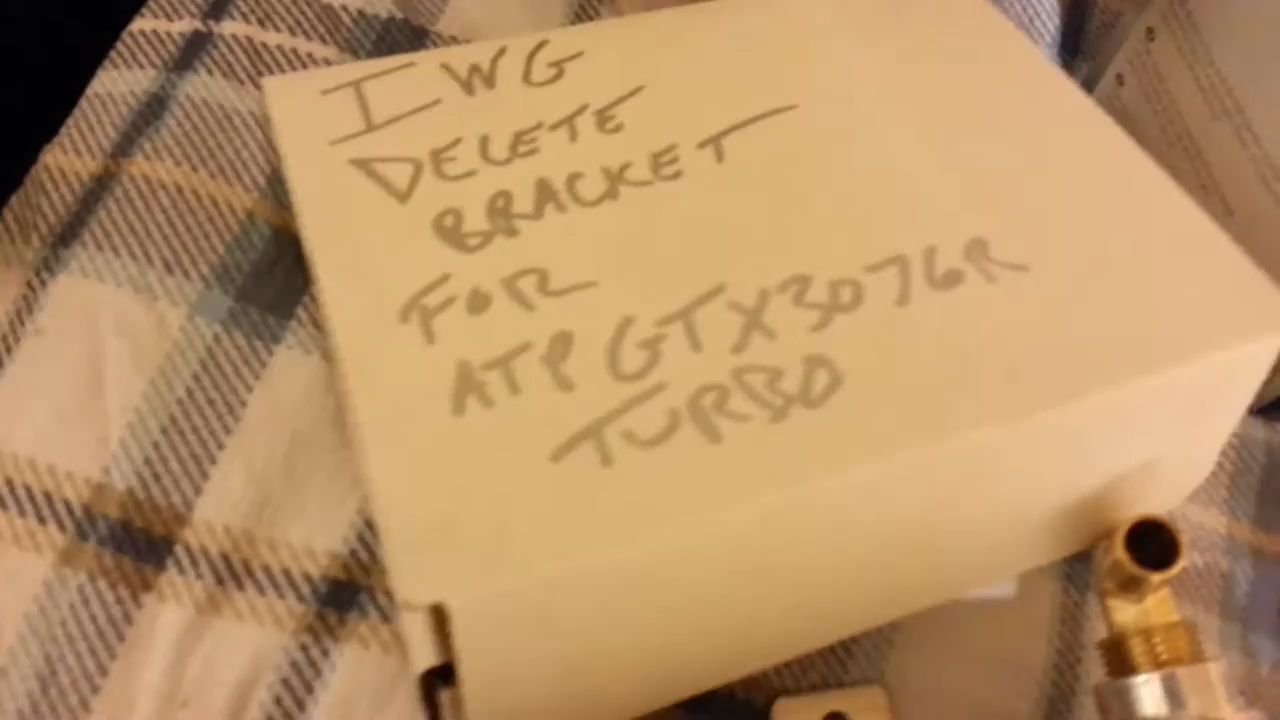 IWG
DELETE
BRACKET
FOR
ATP GTX3076R
TURBO